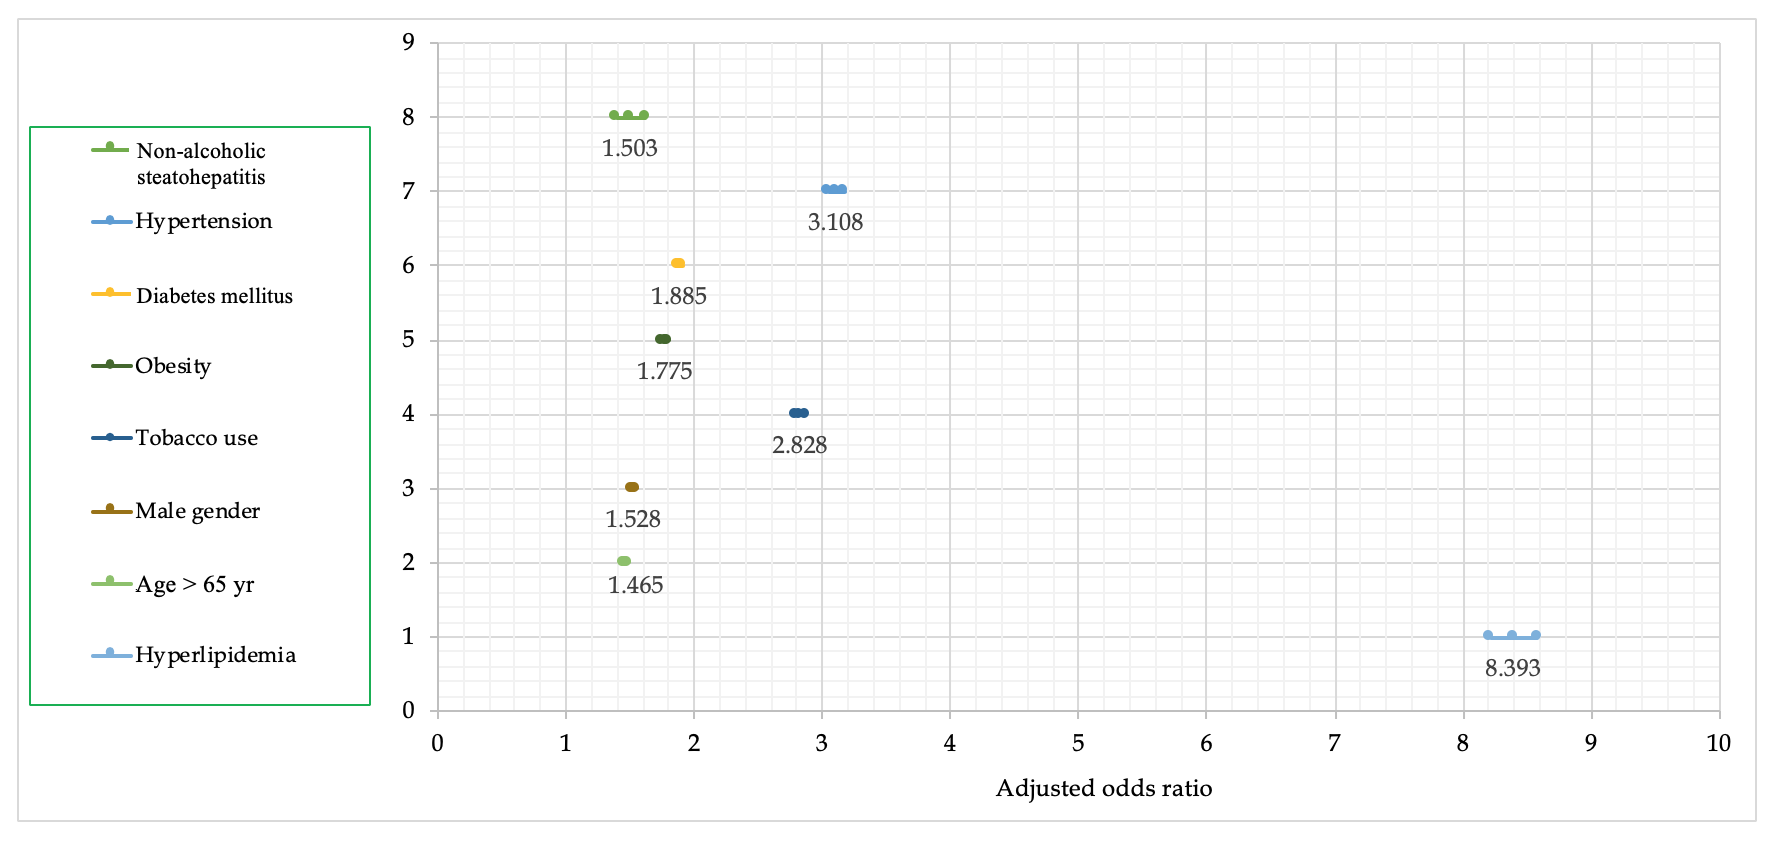 Non-alcoholic
steatohepatitis
Hypertension
Diabetes mellitus
Obesity
Tobacco use
Male gender
Age > 65 yr
Hyperlipidemia
9
8
7
6
5
4
3
2
1
0
1.503
3.108
1.885
1.775
2.828
1.528
1.465
8.393
0 1 2 3 4 5 6 7 8 9 10
Adjusted odds ratio